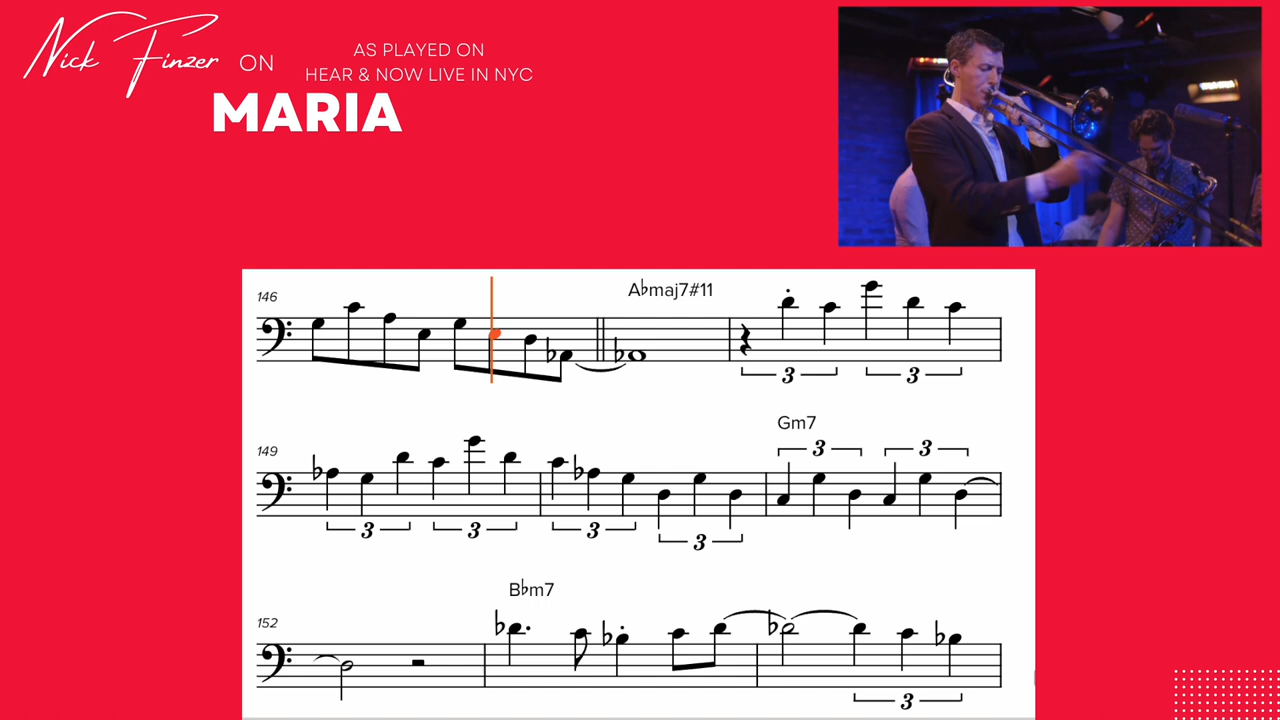 Nick Finzer ON
AS PLAYED ON
HEAR & NOW LIVE IN NYC
MARIA
146
A♭maj7#11
3 3
149
Gm7
3 3
3 3 3 3
152
B♭m7
3